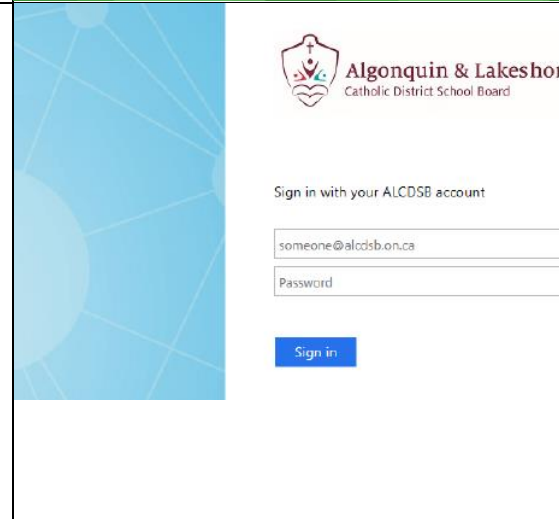 Algonquin & Lakeshor
Catholic District School Board
Sign in with your ALCDSB account
someone@alcdsb.on.ca
Password
Sign in